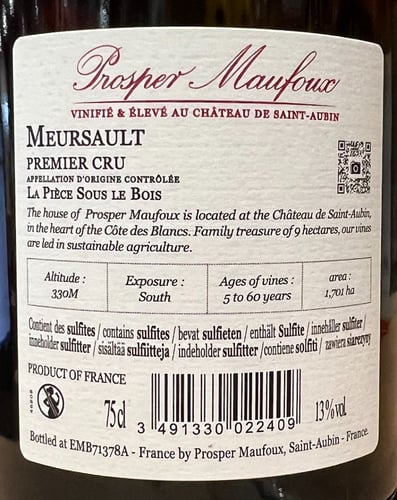 Prosper Maufoux
VINIFIÉ & ÉLEVÉ AU CHÂTEAU DE SAINT-AUBIN
MEURSAULT
PREMIER CRU
APPELLATION D'ORIGINE CONTRÔLÉE
LA PIÈCE SOUS LE BOIS
The house of Prosper Maufoux is located at the Château de Saint-Aubin,
in the heart of the Côte des Blancs. Family treasure of 9 hectares, our vines
are led in sustainable agriculture.
Altitude : Exposure : Ages of vines : area :
330M South 5 to 60 years 1,701 ha
Contient des sulfites / contains sulfites / bevat sulfieten / enthält Sulfite / innehåller sulfiter /
inneholder sulfitter / sisältää sulfiitteja / indeholder sulfitter / contiene solfiti / zawiera siarczyny
PRODUCT OF FRANCE
75cl
3 491330 022409
13%vol.
Bottled at EMB71378A - France by Prosper Maufoux, Saint-Aubin - France.